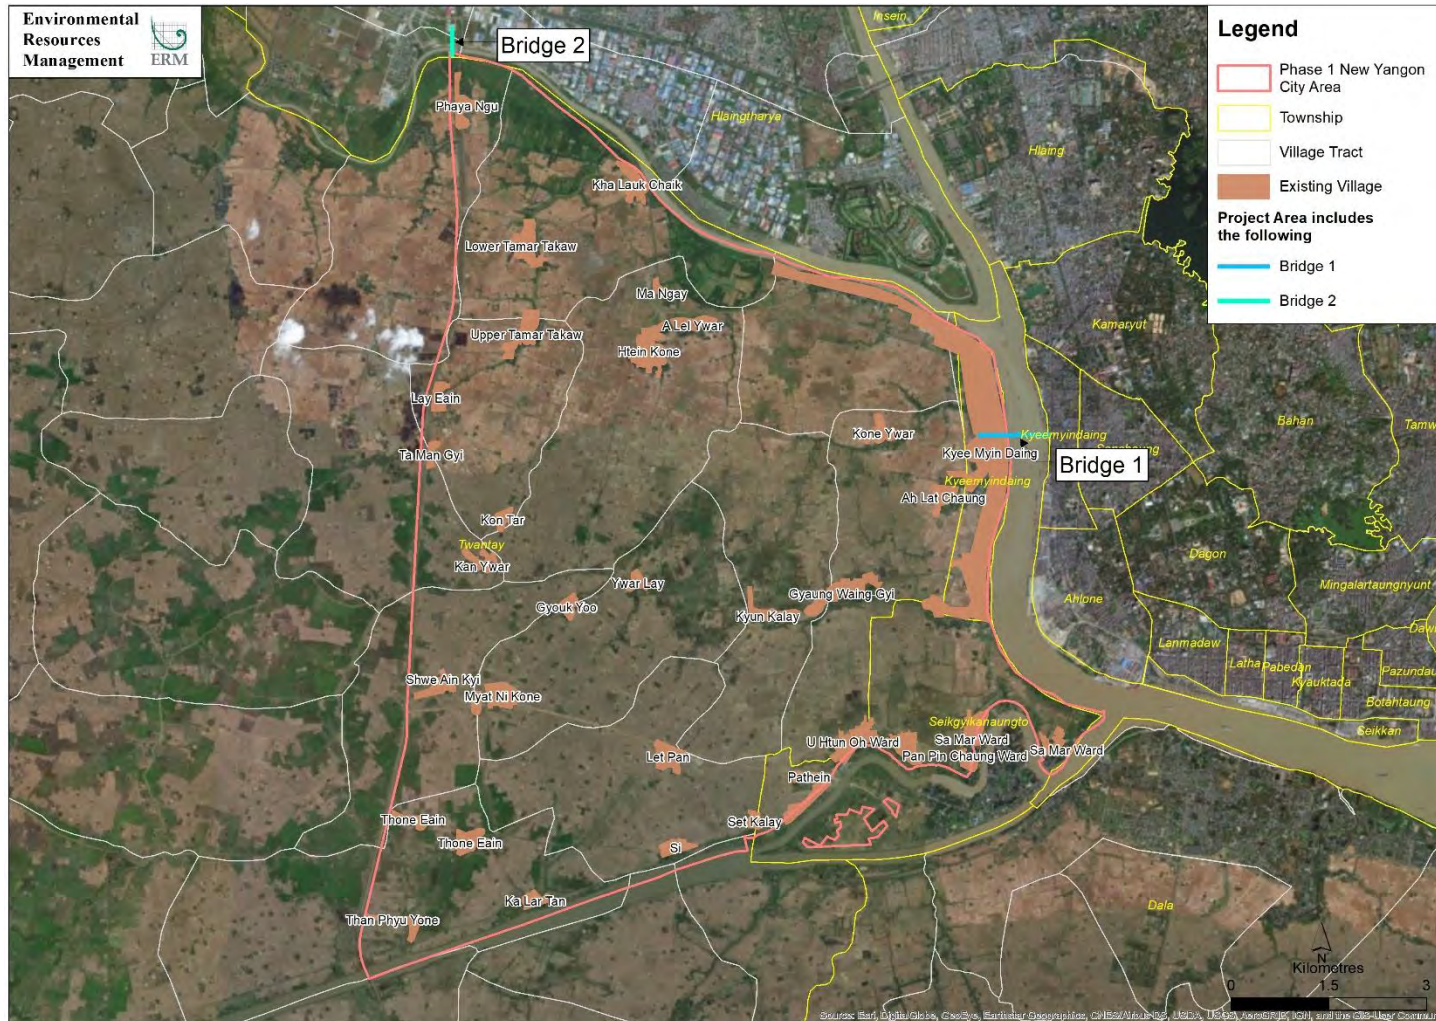 Environmental
Resources
Management
ERM
Bridge 2
Insein
Legend
Phase 1 New Yangon
City Area
Township
Village Tract
Existing Village
Project Area includes
the following
Bridge 1
Bridge 2
Phaya Ngu
Hlaingtharya
Hlaing
Kha Lauk Chaik
Lower Tamar Takaw
Ma Ngay
A Lel Ywar
Upper Tamar Takaw
Htein Kone
Kamaryut
Lay Eain
Bahan
Kone Ywar
Kyeemyindaing
Ta Man Gyi
Kyee Myin Daing
Bridge 1
Kyeemyindaing
Ah Lat Chaung
Kon Tar
Twantay
Kan Ywar
Dagon
Ywar Lay
Mingalartaungnyunt
Gyouk Yoo
Kyun Kalay
Gyaung Waing Gyi
Ahlone
Lanmadaw
Latha
Pabedan
Kyauktada
Botahtaung
Seikkan
Shwe Ain Kyi
Myat Ni Kone
Seikgyikanaungto
U Htun Oh Ward
Sa Mar Ward
Pan Pin Chaung Ward
Sa Mar Ward
Let Pan
Pathein
Thone Eain
Set Kalay
Thone Eain
Si
Ka Lar Tan
Than Phyu Yone
Dala
N
Kilometres
0 1.5 3